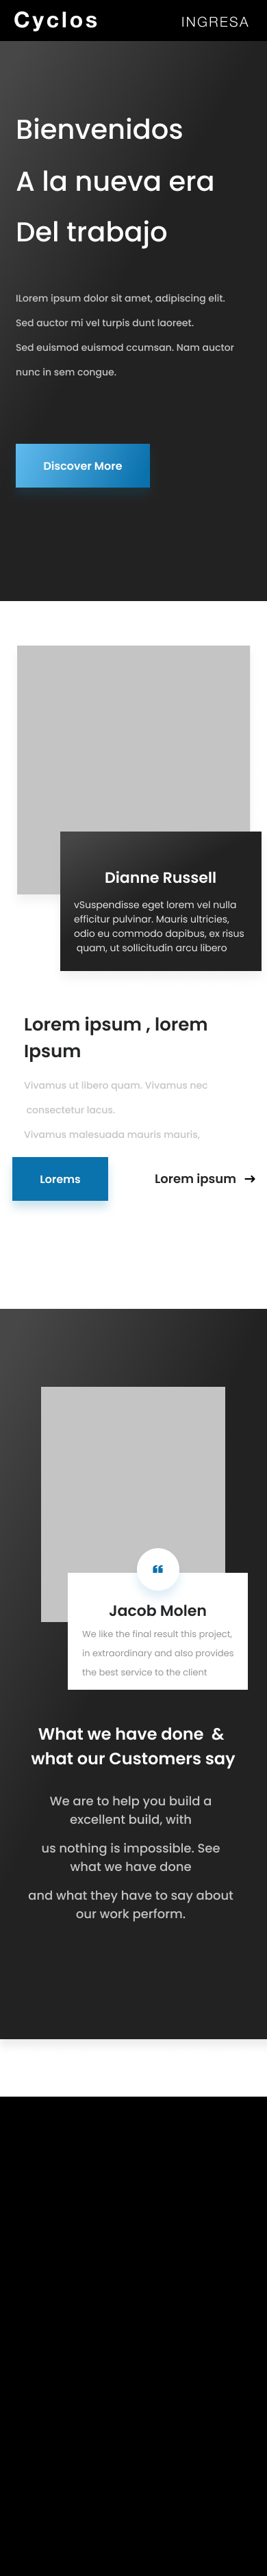 Cyclos
INGRESA
Bienvenidos
A la nueva era
Del trabajo
ILorem ipsum dolor sit amet, adipiscing elit.
Sed auctor mi vel turpis dunt laoreet.
Sed euismod euismod ccumsan. Nam auctor
nunc in sem congue.
Discover More
Dianne Russell
vSuspendisse eget lorem vel nulla
efficitur pulvinar. Mauris ultricies,
odio eu commodo dapibus, ex risus
quam, ut sollicitudin arcu libero
Lorem ipsum , lorem
Ipsum
Vivamus ut libero quam. Vivamus nec
consectetur lacus.
Vivamus malesuada mauris mauris,
Lorems
Lorem ipsum →
❝
Jacob Molen
We like the final result this project,
in extraordinary and also provides
the best service to the client
What we have done &
what our Customers say
We are to help you build a
excellent build, with
us nothing is impossible. See
what we have done
and what they have to say about
our work perform.